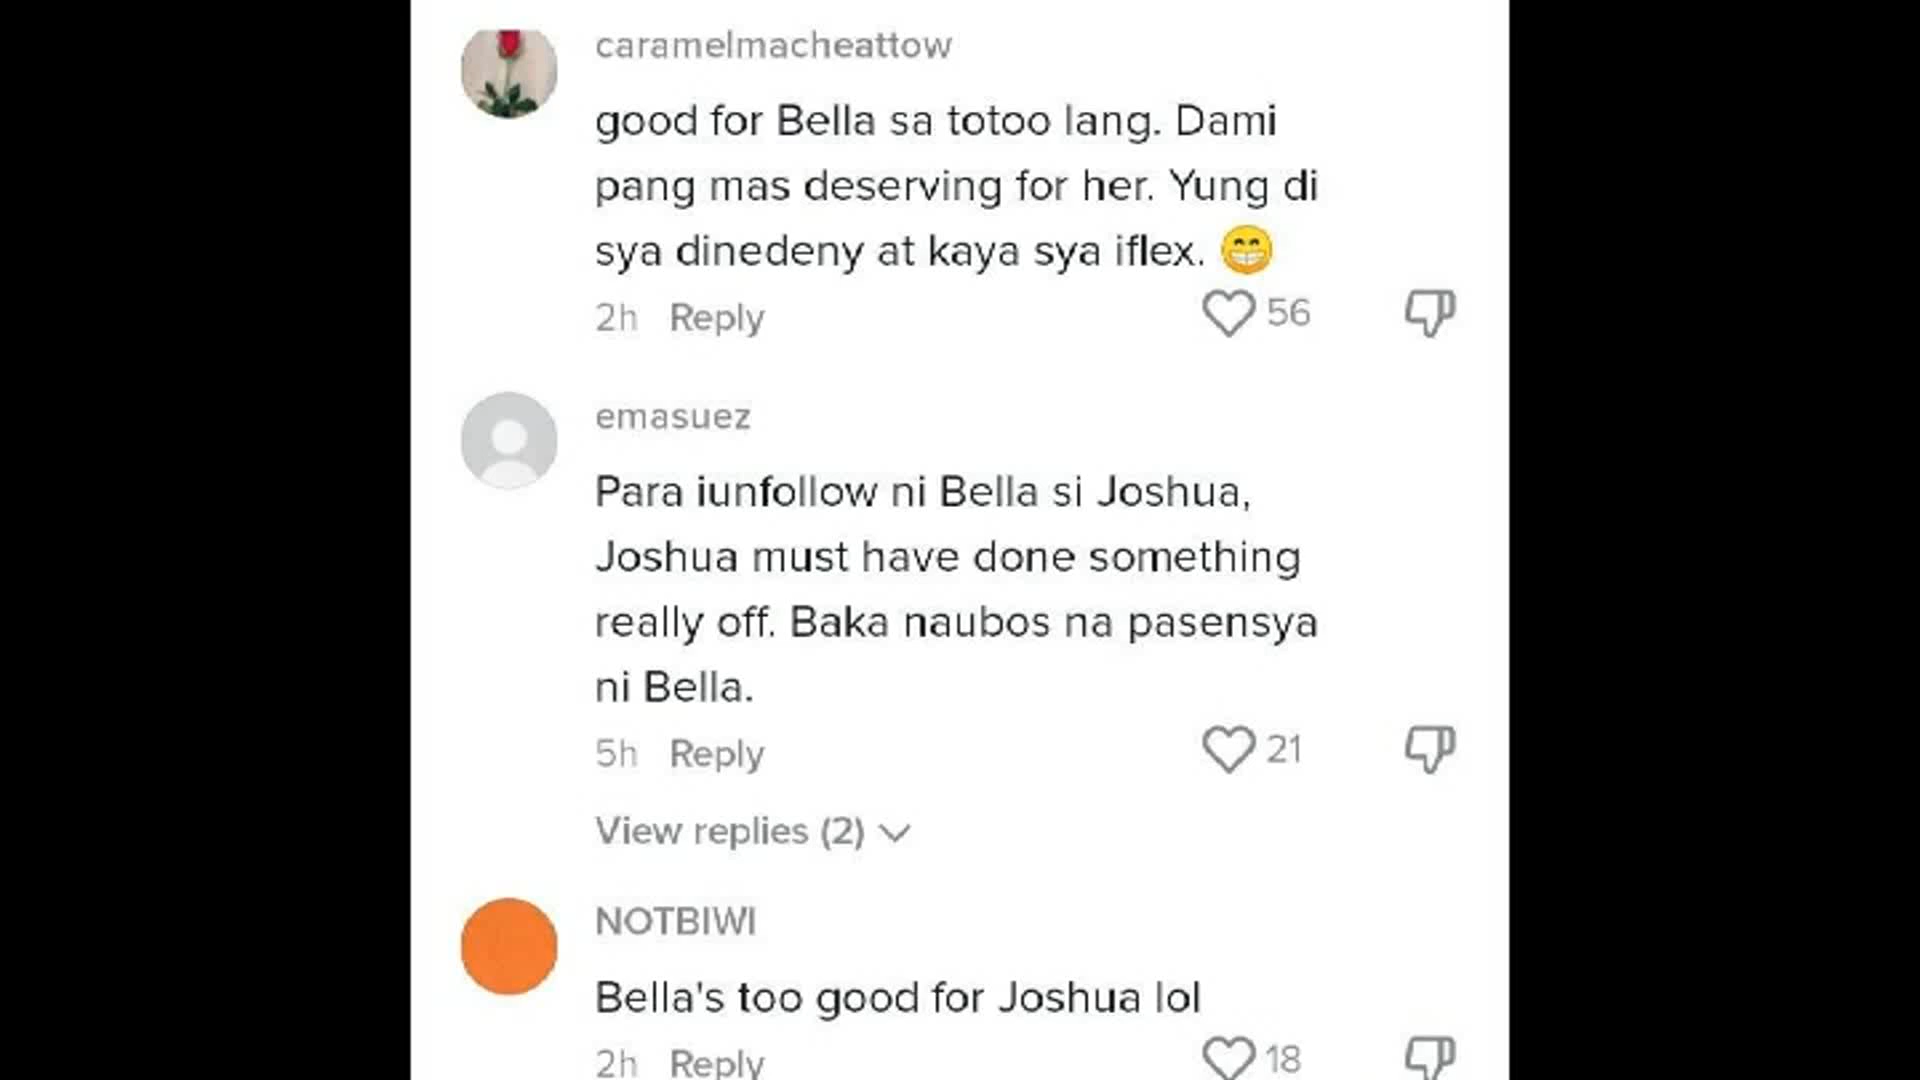 caramelmacheattow
good for Bella sa totoo lang. Dami
pang mas deserving for her. Yung di
sya dinedeny at kaya sya iflex. 😁
2h Reply 56
emasuez
Para iunfollow ni Bella si Joshua,
Joshua must have done something
really off. Baka naubos na pasensya
ni Bella.
5h Reply 21
View replies (2)
NOTBIWI
Bella's too good for Joshua lol
2h Reply 18